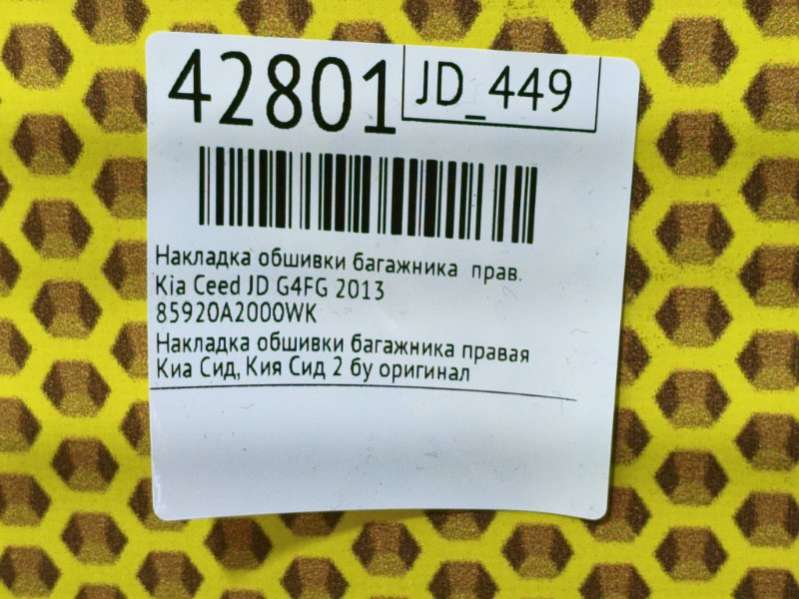 42801
JD_449
Накладка обшивки багажника прав.
Kia Ceed JD G4FG 2013
85920A2000WK
Накладка обшивки багажника правая
Киа Сид, Кия Сид 2 бу оригинал